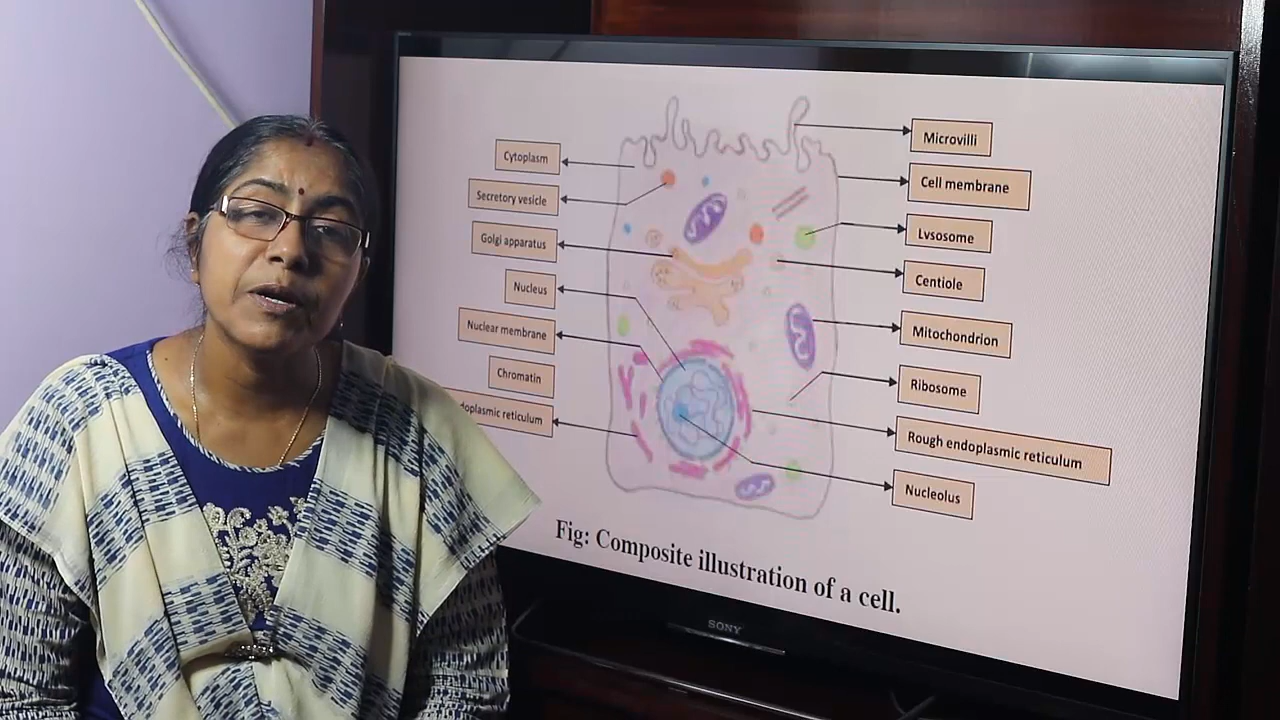 Cytoplasm
Secretory vesicle
Golgi apparatus
Nucleus
Nuclear membrane
Chromatin
doplasmic reticulum
Microvilli
Cell membrane
Lvsosome
Centiole
Mitochondrion
Ribosome
Rough endoplasmic reticulum
Nucleolus
Fig: Composite illustration of a cell.
SONY